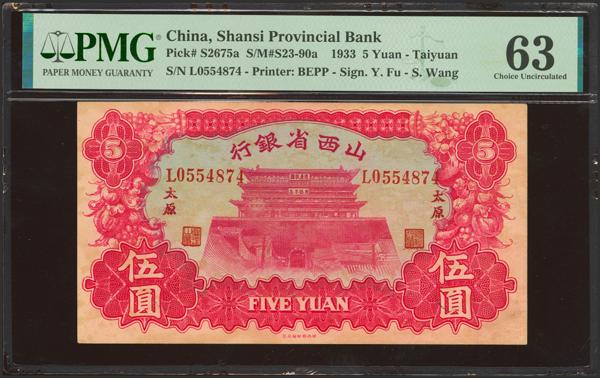 PMG
PAPER MONEY GUARANTY
China, Shansi Provincial Bank
Pick# S2675a S/M#S23-90a 1933 5 Yuan - Taiyuan
S/N L0554874 - Printer: BEPP - Sign. Y. Fu - S. Wang
63
Choice Uncirculated
行銀省西山
5
5
L0554874
L0554874
太原
太原
伍圓
伍圓
FIVE YUAN